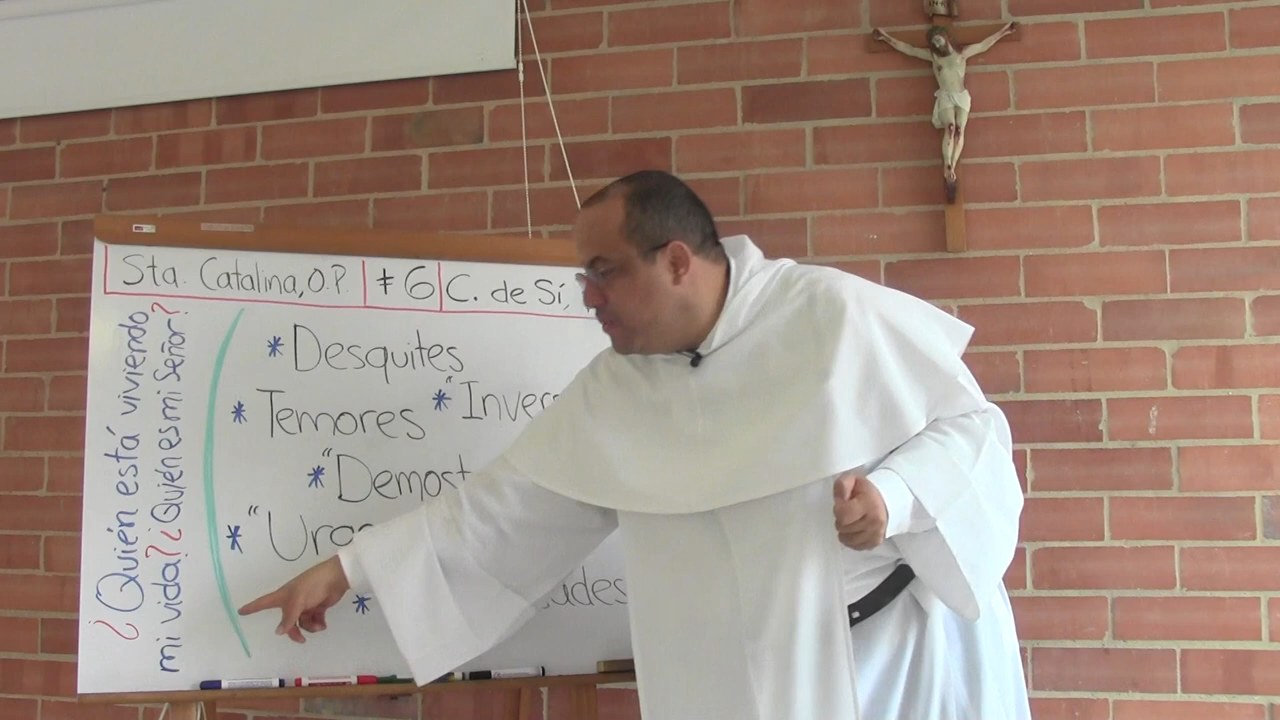 Sta. Catalina, O.P. #6 C. de Sí,
¿Quién está viviendo
mi vida? ¿Quién es mi Señor?
* Desquites
* Temores * "Invers
* "Demost
* "Urg
* udes
INRI